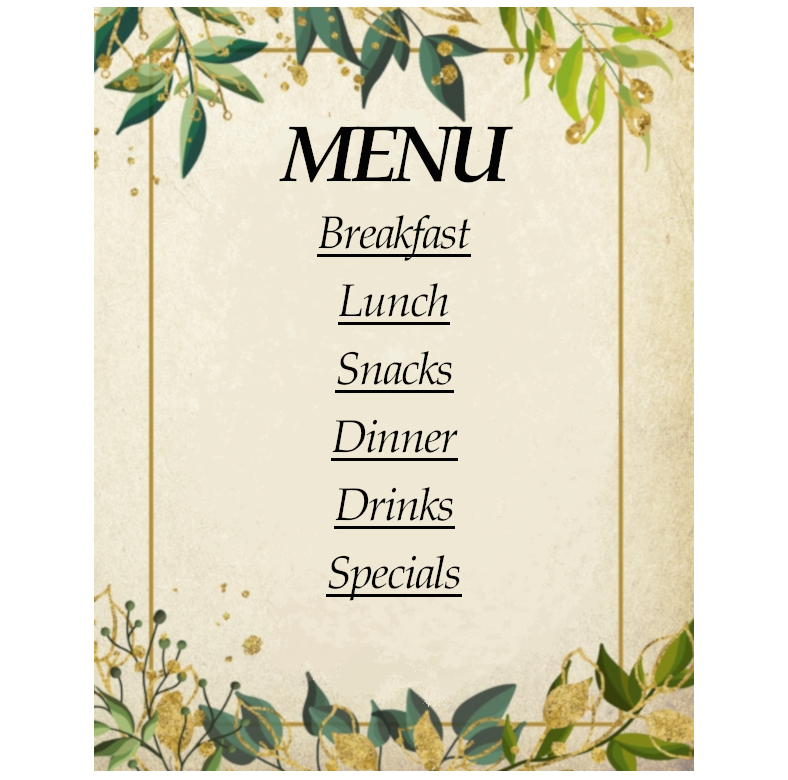 MENU
Breakfast
Lunch
Snacks
Dinner
Drinks
Specials